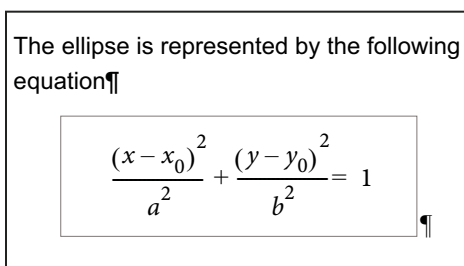 The ellipse is represented by the following
equation¶
(x − x₀)²/a² + (y − y₀)²/b² = 1
¶